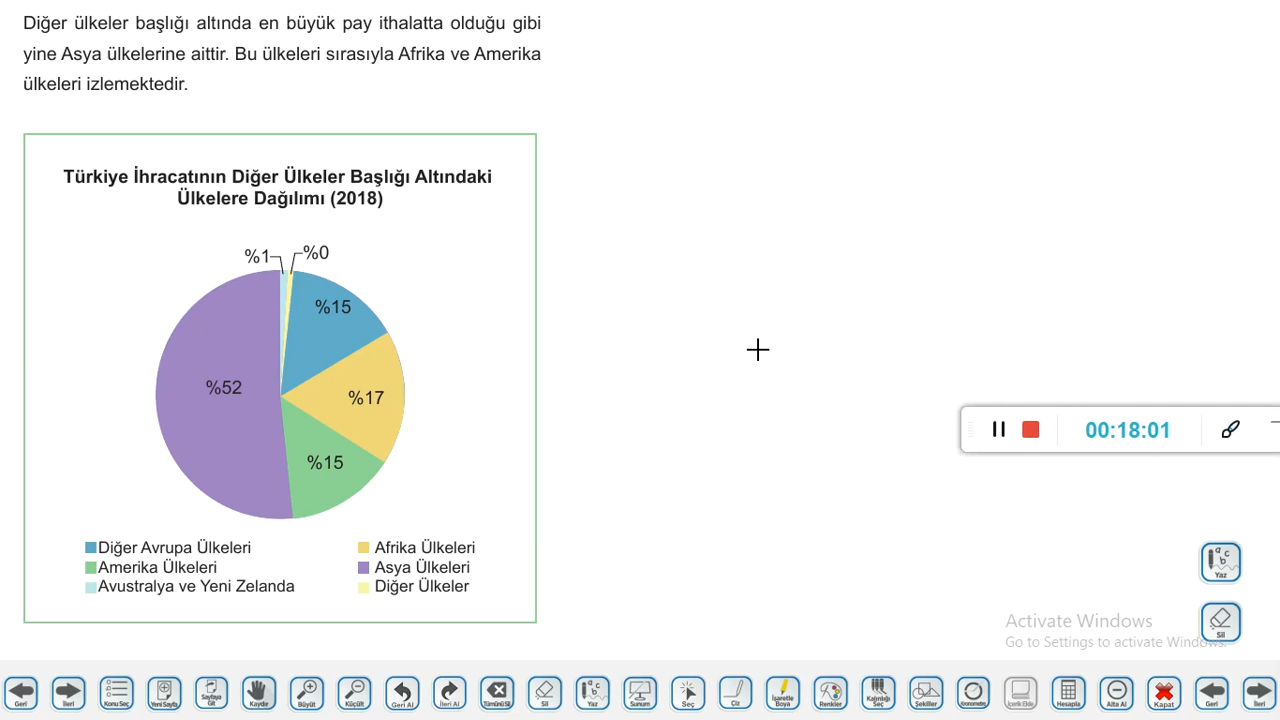 Diğer ülkeler başlığı altında en büyük pay ithalatta olduğu gibi
yine Asya ülkelerine aittir. Bu ülkeleri sırasıyla Afrika ve Amerika
ülkeleri izlemektedir.
Türkiye İhracatının Diğer Ülkeler Başlığı Altındaki
Ülkelere Dağılımı (2018)
%1
%0
%15
%52
%17
%15
Diğer Avrupa Ülkeleri
Afrika Ülkeleri
Amerika Ülkeleri
Asya Ülkeleri
Avustralya ve Yeni Zelanda
Diğer Ülkeler
00:18:01
a b c
Yaz
Sil
Activate Windows
Go to Settings to activate Windows.
Geri
İleri
Konu Seç
Yeni Sayfa
Sayfaya Git
Kaydır
Büyüt
Küçült
Geri Al
İleri Al
Tümünü Sil
Sil
Yaz
Sunum
Seç
Çiz
İşaretle Boya
Renkler
Kalınlığı Seç
Şekiller
Kronometre
İçerik Ekle
Hesapla
Alta Al
Kapat
Geri
İleri